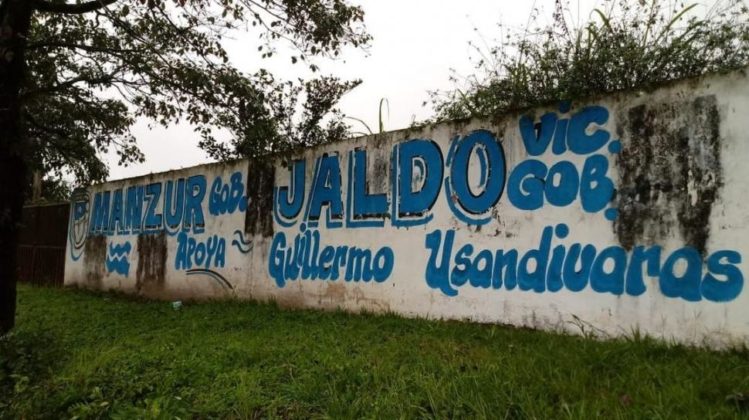 MANZUR GOB. JALDO VIC. GOB.
APOYA Guillermo Usandivaras